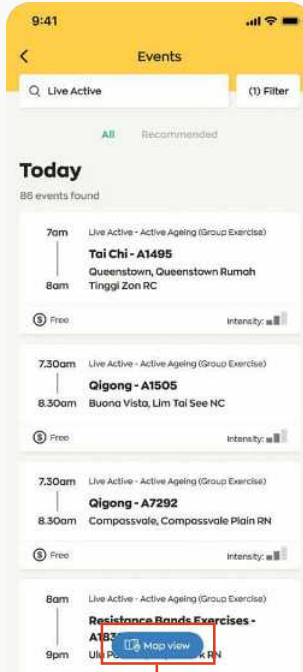 9:41
Events
Live Active
(1) Filter
All Recommended
Today
86 events found
7am Live Active - Active Ageing (Group Exercise)
Tai Chi - A1495
Queenstown, Queenstown Rumah
8am Tinggi Zon RC
Free Intensity:
7.30am Live Active - Active Ageing (Group Exercise)
Qigong - A1505
8.30am Buona Vista, Lim Tai See NC
Free Intensity:
7.30am Live Active - Active Ageing (Group Exercise)
Qigong - A7292
8.30am Compassvale, Compassvale Plain RN
Free Intensity:
8am Live Active - Active Ageing (Group Exercise)
Resistance Bands Exercises -
Map view
9pm RN